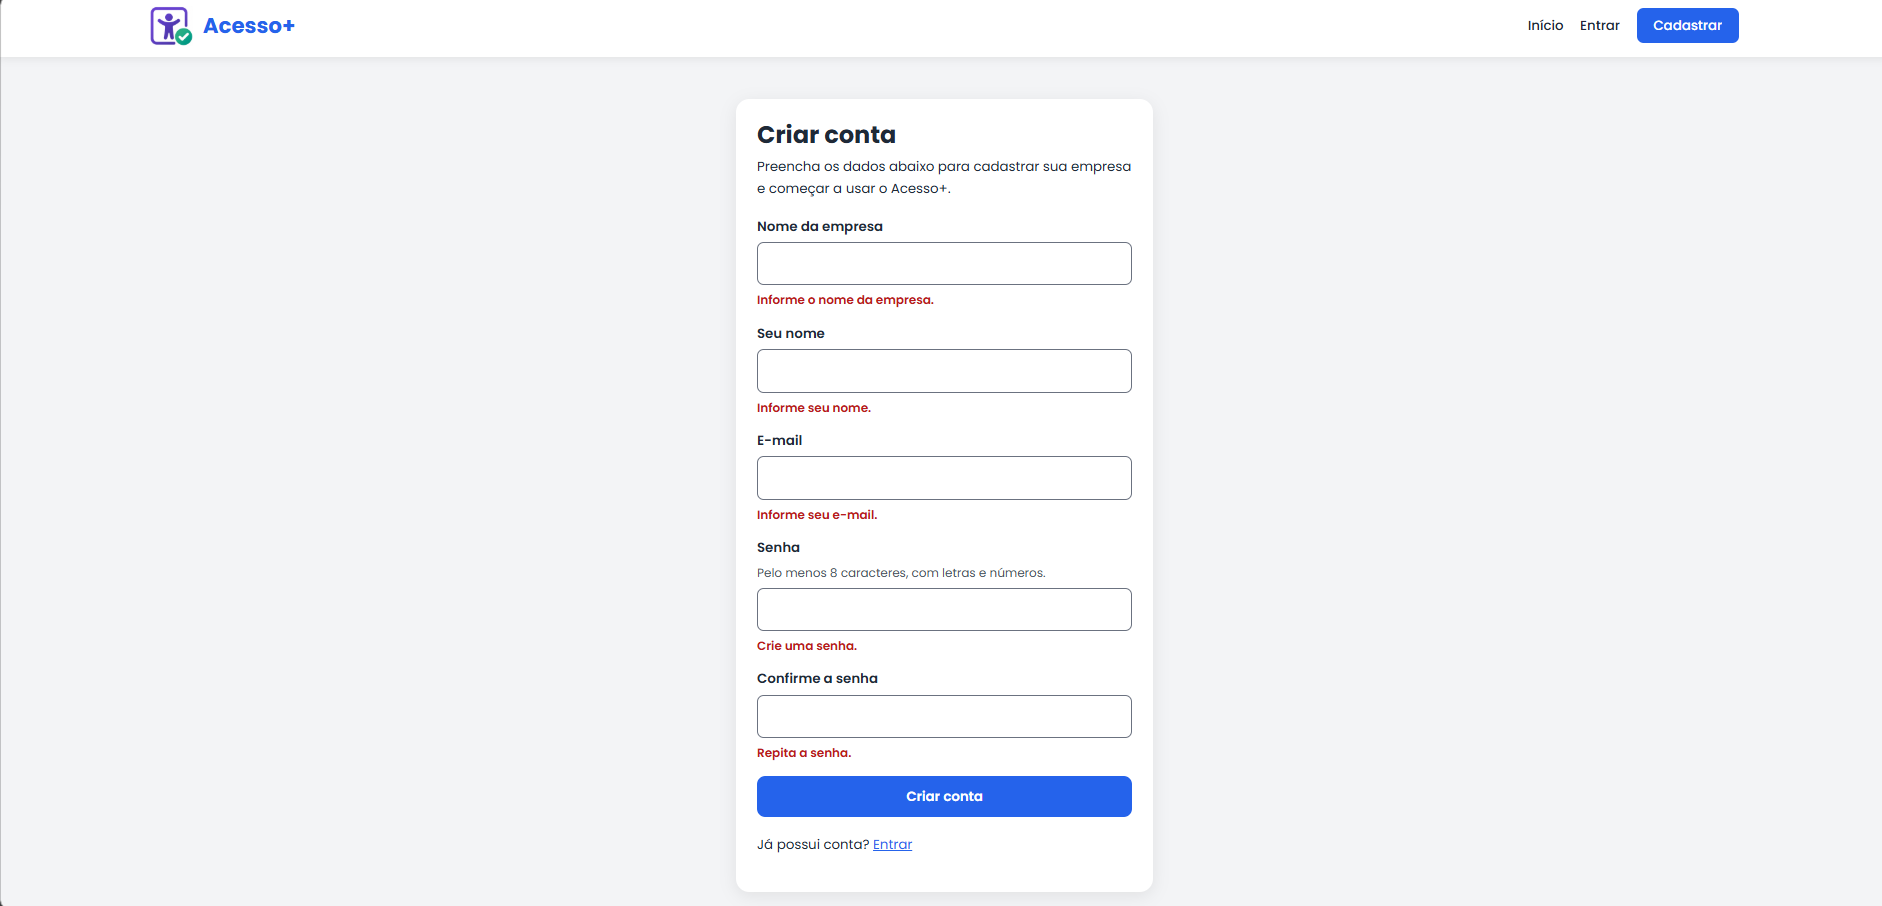 Acesso+
Início
Entrar
Cadastrar
Criar conta
Preencha os dados abaixo para cadastrar sua empresa
e começar a usar o Acesso+.
Nome da empresa
Informe o nome da empresa.
Seu nome
Informe seu nome.
E-mail
Informe seu e-mail.
Senha
Pelo menos 8 caracteres, com letras e números.
Crie uma senha.
Confirme a senha
Repita a senha.
Criar conta
Já possui conta? Entrar